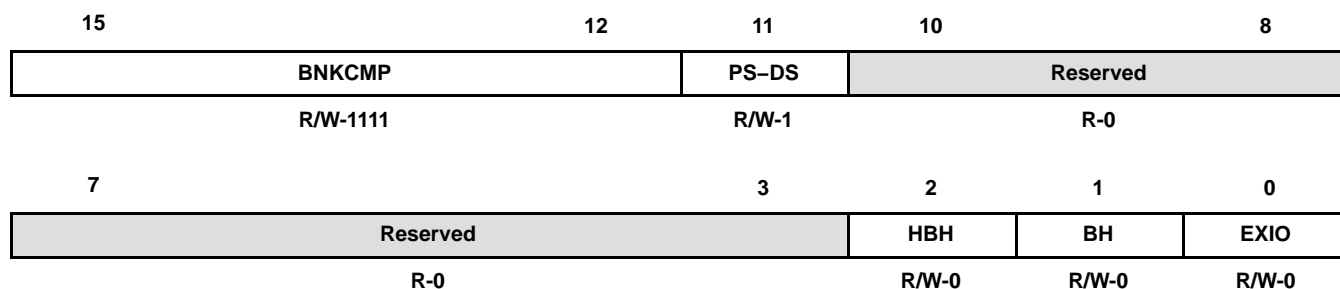 15 12 11 10 8
BNKCMP PS−DS Reserved
R/W-1111 R/W-1 R-0
7 3 2 1 0
Reserved HBH BH EXIO
R-0 R/W-0 R/W-0 R/W-0